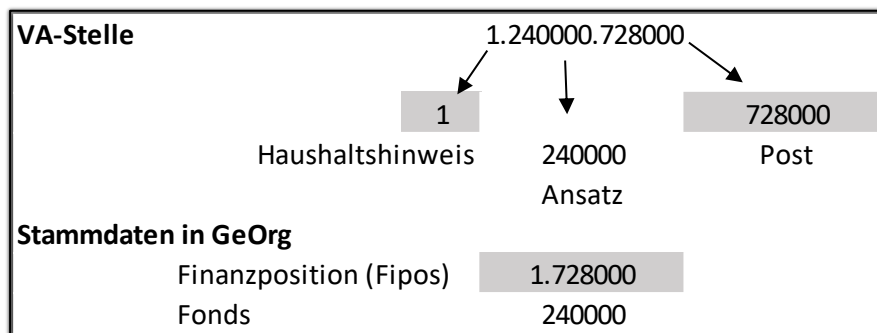 VA-Stelle 1.240000.728000
1 728000
Haushaltshinweis 240000 Post
Ansatz
Stammdaten in GeOrg
Finanzposition (Fipos) 1.728000
Fonds 240000